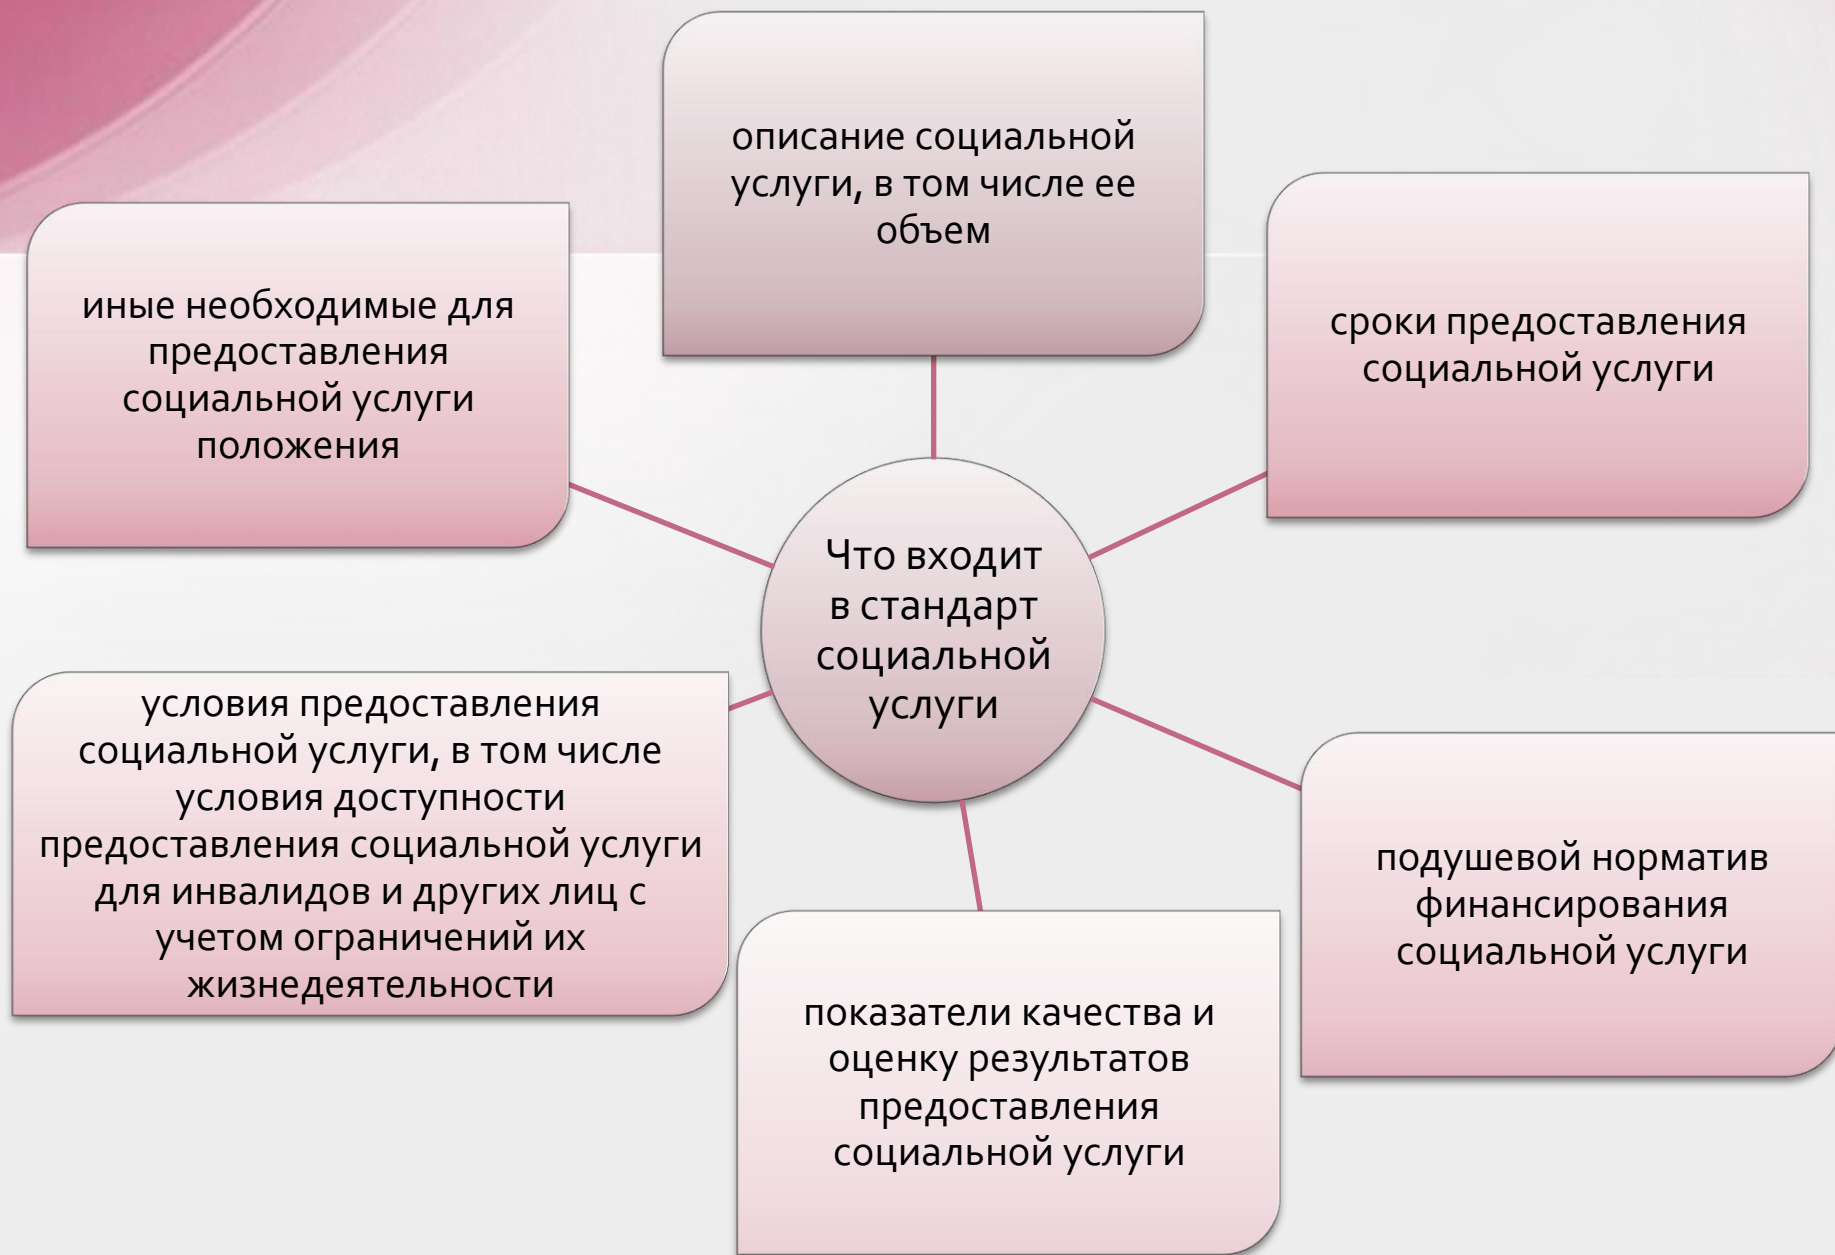 описание социальной
услуги, в том числе ее
объем
сроки предоставления
социальной услуги
иные необходимые для
предоставления
социальной услуги
положения
Что входит
в стандарт
социальной
услуги
условия предоставления
социальной услуги, в том числе
условия доступности
предоставления социальной услуги
для инвалидов и других лиц с
учетом ограничений их
жизнедеятельности
подушевой норматив
финансирования
социальной услуги
показатели качества и
оценку результатов
предоставления
социальной услуги